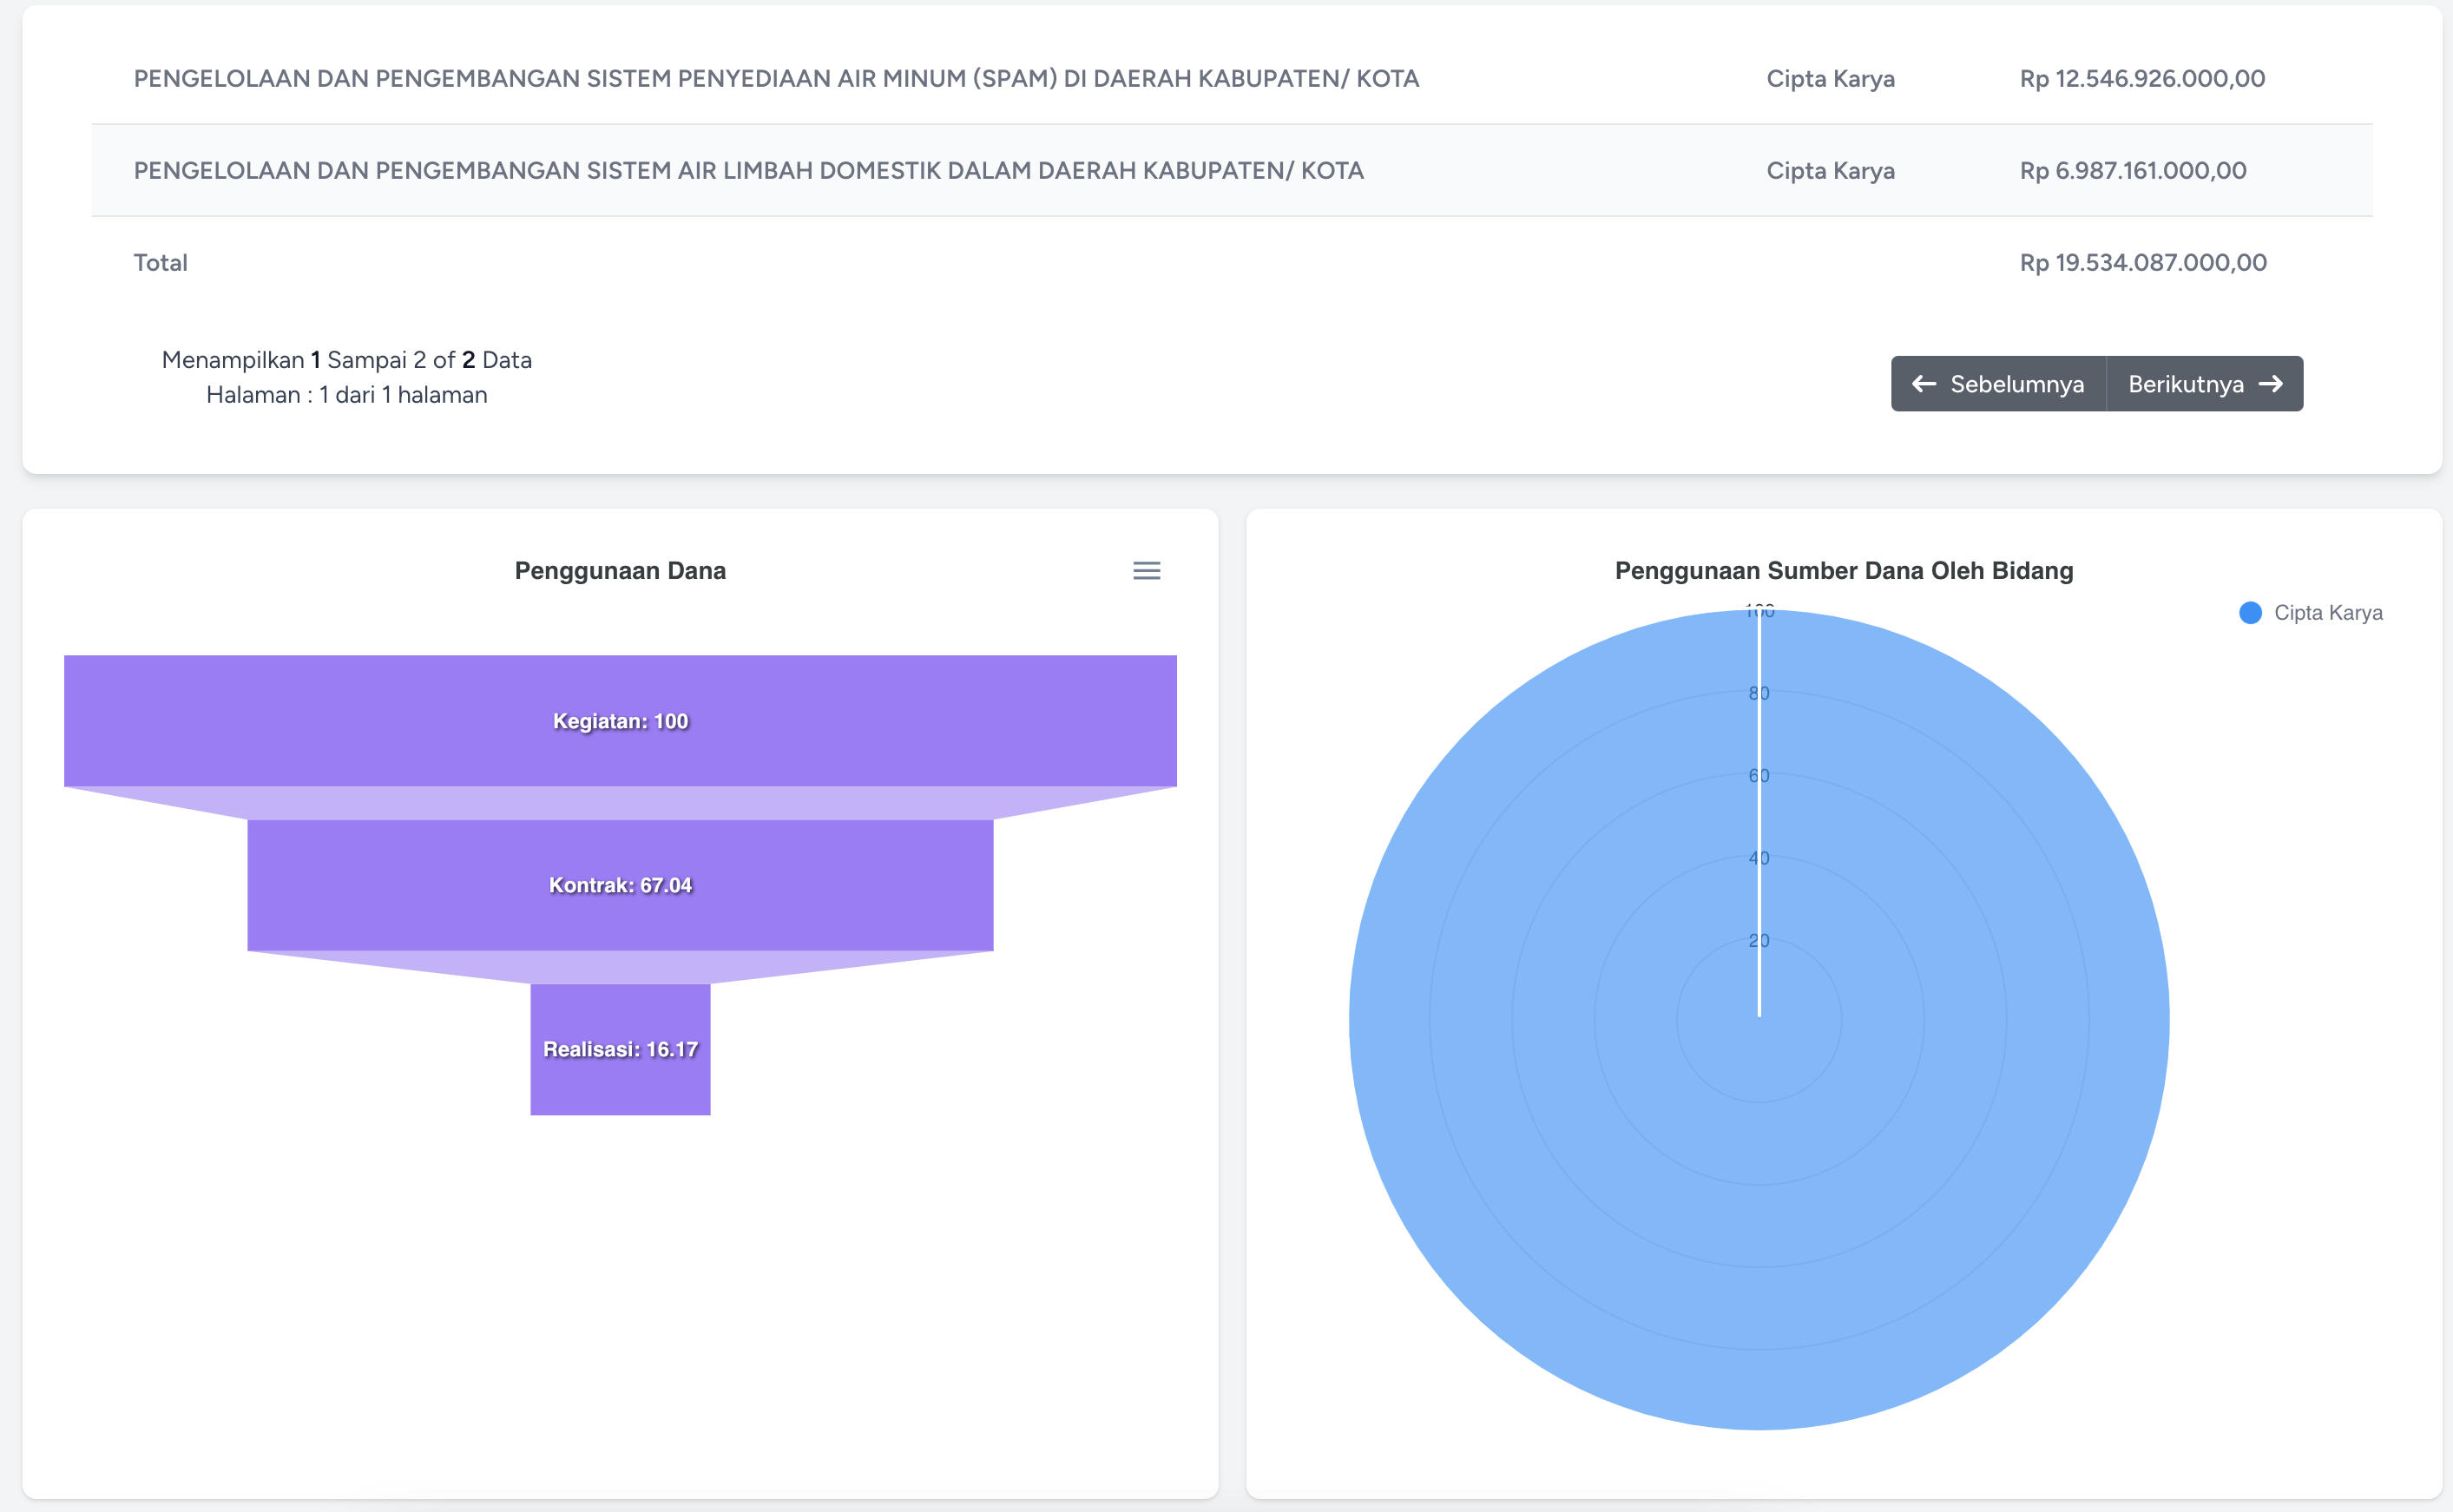 PENGELOLAAN DAN PENGEMBANGAN SISTEM PENYEDIAAN AIR MINUM (SPAM) DI DAERAH KABUPATEN/ KOTA Cipta Karya Rp 12.546.926.000,00
PENGELOLAAN DAN PENGEMBANGAN SISTEM AIR LIMBAH DOMESTIK DALAM DAERAH KABUPATEN/ KOTA Cipta Karya Rp 6.987.161.000,00
Total Rp 19.534.087.000,00
Menampilkan 1 Sampai 2 of 2 Data
Halaman : 1 dari 1 halaman
← Sebelumnya Berikutnya →
Penggunaan Dana
Kegiatan: 100
Kontrak: 67.04
Realisasi: 16.17
Penggunaan Sumber Dana Oleh Bidang
Cipta Karya
100
80
60
40
20